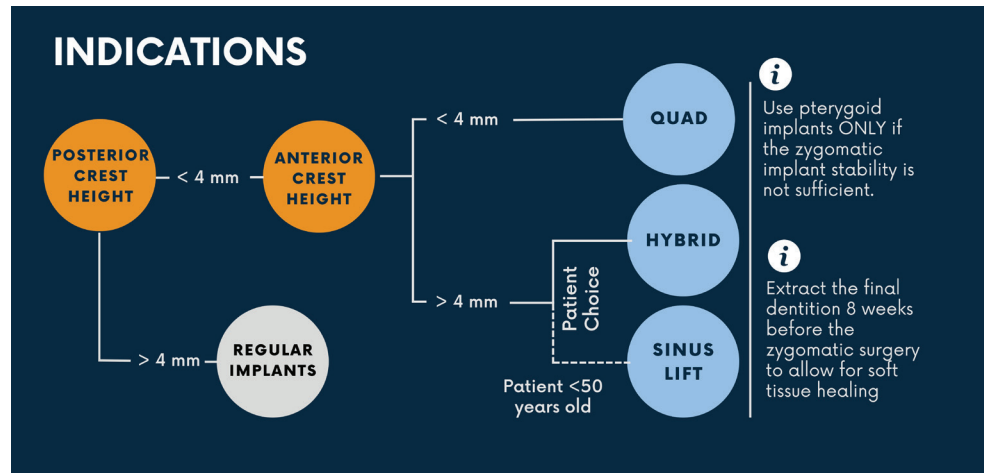 INDICATIONS
POSTERIOR
CREST
HEIGHT
< 4 mm
ANTERIOR
CREST
HEIGHT
< 4 mm
QUAD
> 4 mm
Patient
Choice
HYBRID
SINUS
LIFT
Patient <50
years old
> 4 mm
REGULAR
IMPLANTS
i
Use pterygoid
implants ONLY if
the zygomatic
implant stability is
not sufficient.
i
Extract the final
dentition 8 weeks
before the
zygomatic surgery
to allow for soft
tissue healing